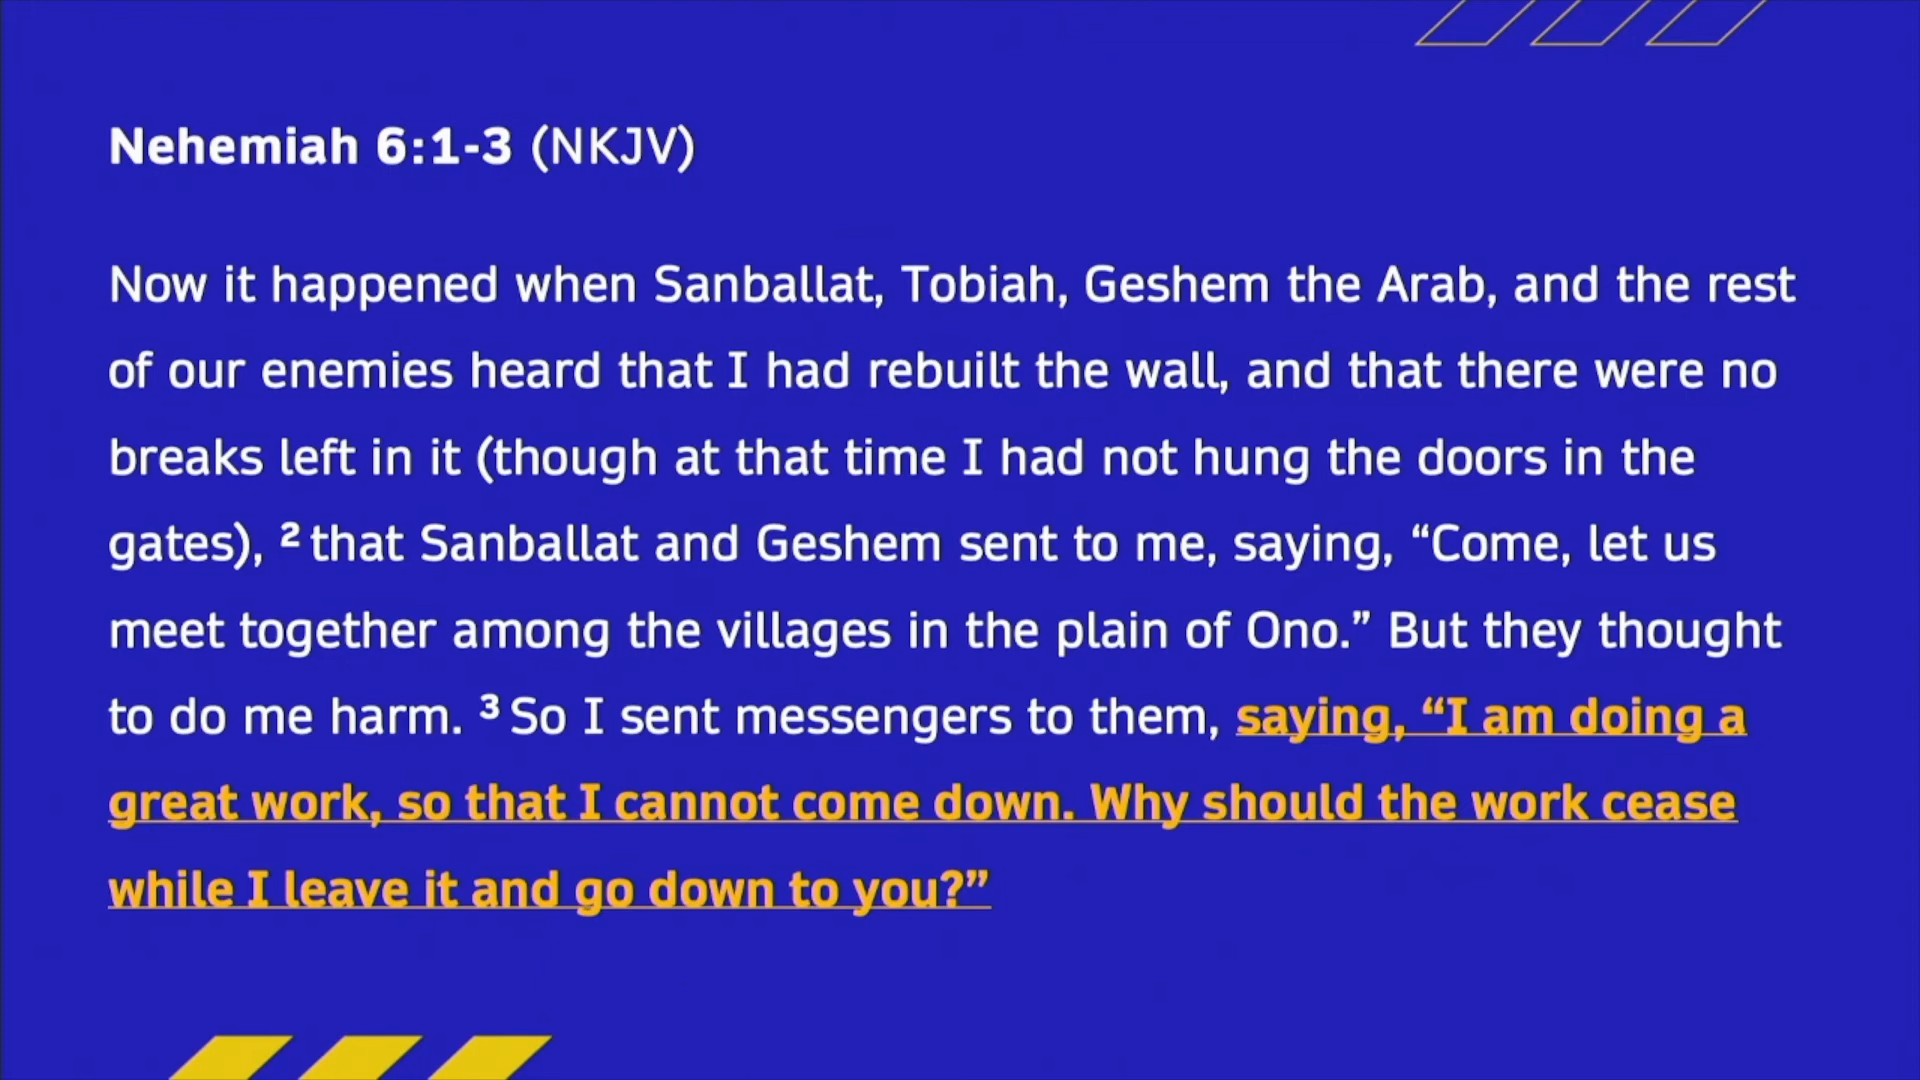 Nehemiah 6:1-3 (NKJV)
Now it happened when Sanballat, Tobiah, Geshem the Arab, and the rest
of our enemies heard that I had rebuilt the wall, and that there were no
breaks left in it (though at that time I had not hung the doors in the
gates), ² that Sanballat and Geshem sent to me, saying, “Come, let us
meet together among the villages in the plain of Ono.” But they thought
to do me harm. ³ So I sent messengers to them, saying, “I am doing a
great work, so that I cannot come down. Why should the work cease
while I leave it and go down to you?”